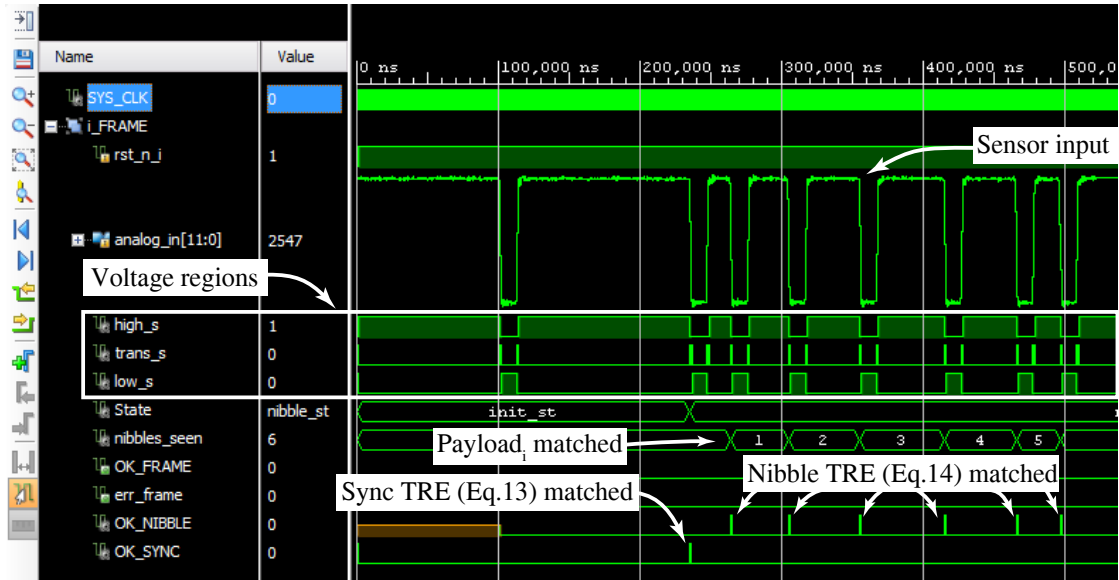 Name Value
0 ns 100,000 ns 200,000 ns 300,000 ns 400,000 ns 500,0
SYS_CLK 0
i_FRAME
Sensor input
rst_n_i 1
analog_in[11:0] 2547
Voltage regions
high_s 1
trans_s 0
low_s 0
State nibble_st init_st
nibbles_seen 6 1 2 3 4 5
Payloadi matched
OK_FRAME 0
Nibble TRE (Eq.14) matched
err_frame 0
Sync TRE (Eq.13) matched
OK_NIBBLE 0
OK_SYNC 0